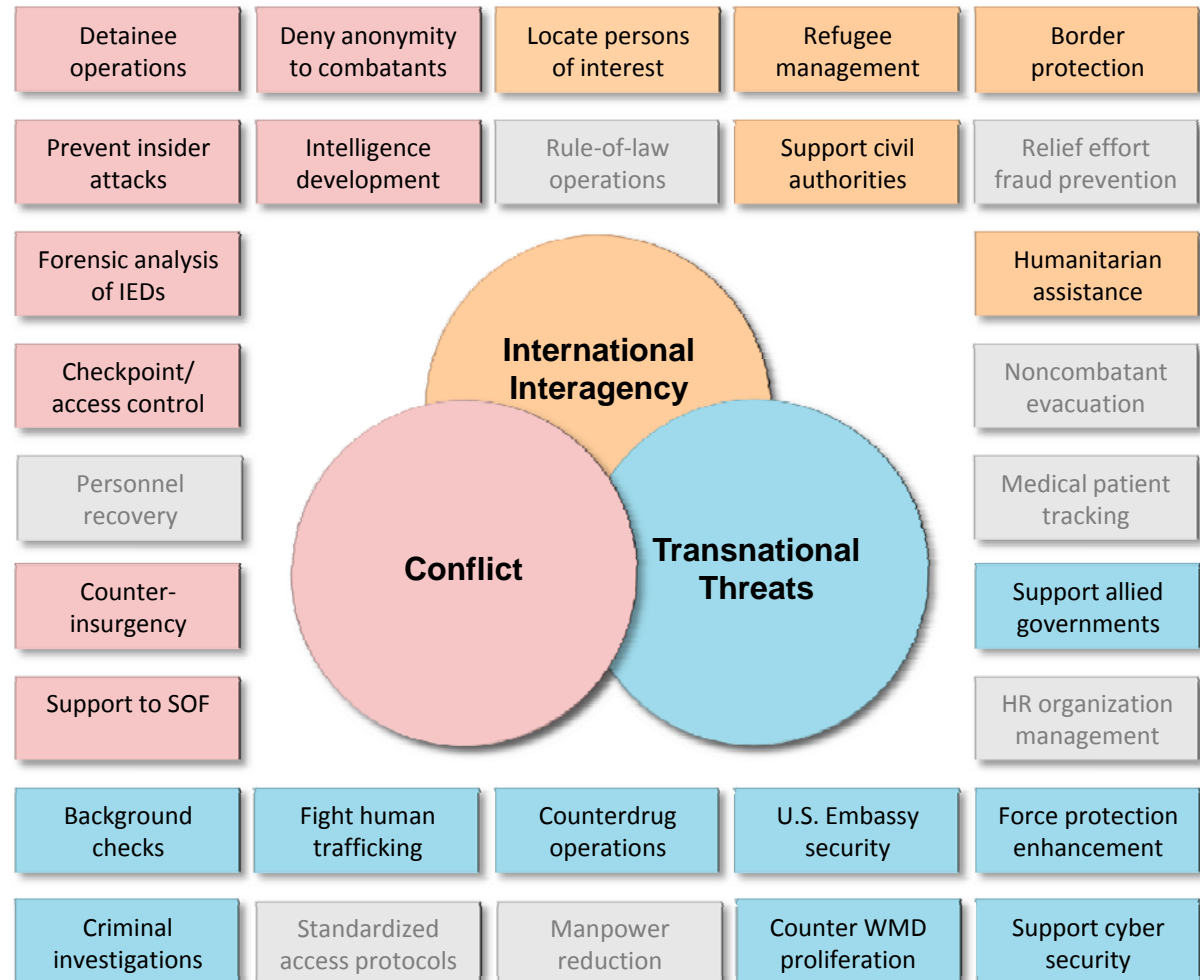 Detainee
operations
Deny anonymity
to combatants
Locate persons
of interest
Refugee
management
Border
protection
Prevent insider
attacks
Intelligence
development
Rule-of-law
operations
Support civil
authorities
Relief effort
fraud prevention
Forensic analysis
of IEDs
Humanitarian
assistance
International
Interagency
Checkpoint/
access control
Noncombatant
evacuation
Personnel
recovery
Medical patient
tracking
Conflict
Transnational
Threats
Counter-
insurgency
Support allied
governments
Support to SOF
HR organization
management
Background
checks
Fight human
trafficking
Counterdrug
operations
U.S. Embassy
security
Force protection
enhancement
Criminal
investigations
Standardized
access protocols
Manpower
reduction
Counter WMD
proliferation
Support cyber
security